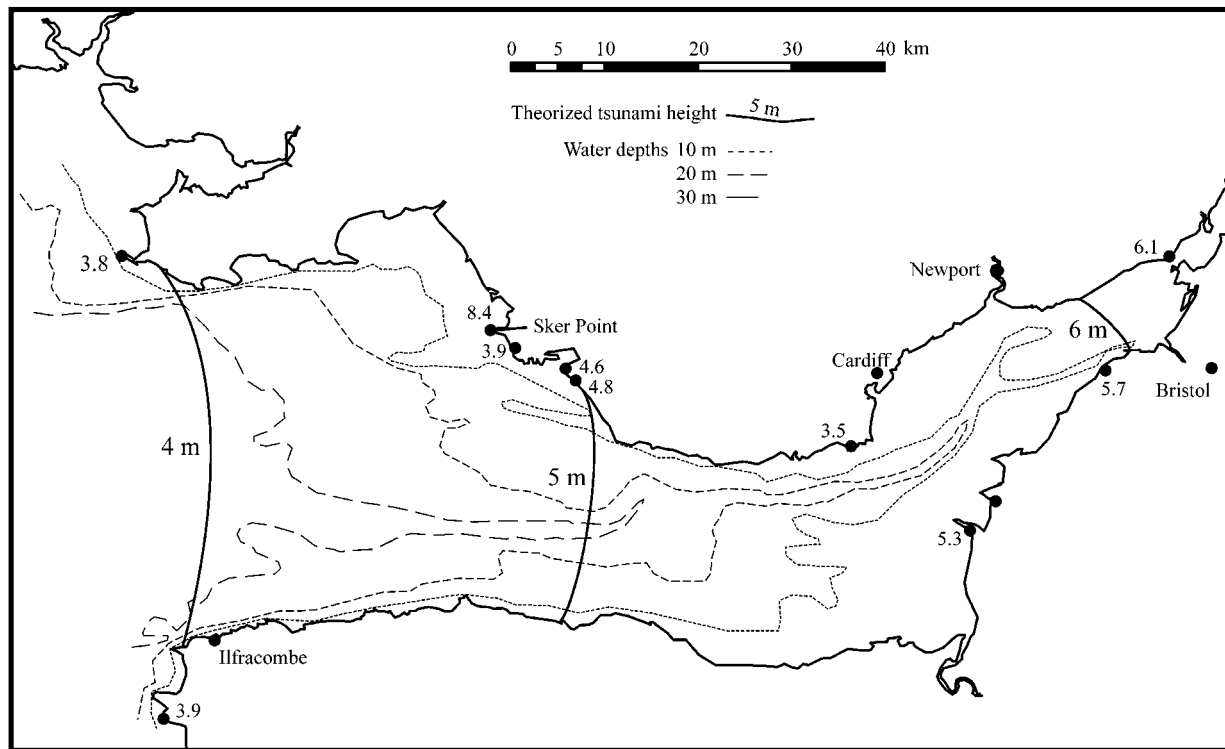 0 5 10 20 30 40 km
Theorized tsunami height 5 m
Water depths 10 m
20 m
30 m
6.1
3.8
Newport
8.4
Sker Point
6 m
3.9
Cardiff
4.6
4.8
5.7
Bristol
4 m
3.5
5 m
5.3
Ilfracombe
3.9